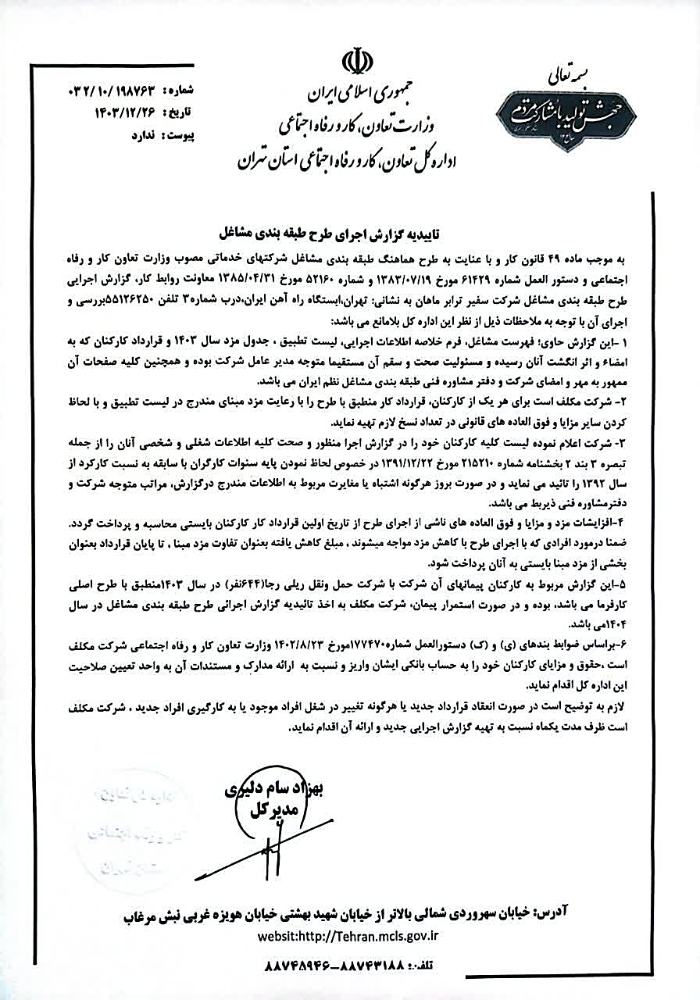 بسمه تعالی
جهش تولید با مشارکت مردم
جمهوری اسلامی ایران
وزارت تعاون، کار و رفاه اجتماعی
اداره کل تعاون، کار و رفاه اجتماعی استان تهران
شماره: ۰۳۲/۱۰/۱۹۸۷۶۳
تاریخ: ۱۴۰۳/۱۲/۲۶
پیوست: ندارد
تاییدیه گزارش اجرای طرح طبقه بندی مشاغل
به موجب ماده ۴۹ قانون کار و با عنایت به طرح هماهنگ طبقه بندی مشاغل شرکتهای خدماتی مصوب وزارت تعاون کار و رفاه
اجتماعی و دستور العمل شماره ۶۱۴۲۹ مورخ ۱۳۸۳/۰۷/۱۹ و شماره ۵۲۱۶۰ مورخ ۱۳۸۵/۰۴/۳۱ معاونت روابط کار، گزارش اجرایی
طرح طبقه بندی مشاغل شرکت سفیر ترابر ماهان به نشانی: تهران،ایستگاه راه آهن ایران،درب شماره۳ تلفن ۵۵۱۲۶۲۵۰بررسی و
اجرای آن با توجه به ملاحظات ذیل از نظر این اداره کل بلامانع می باشد:
۱ -این گزارش حاوی؛ فهرست مشاغل، فرم خلاصه اطلاعات اجرایی، لیست تطبیق ، جدول مزد سال ۱۴۰۳ و قرارداد کارکنان که به
امضاء و اثر انگشت آنان رسیده و مسئولیت صحت و سقم آن مستقیما متوجه مدیر عامل شرکت بوده و همچنین کلیه صفحات آن
ممهور به مهر و امضای شرکت و دفتر مشاوره فنی طبقه بندی مشاغل نظم ایران می باشد.
۲- شرکت مکلف است برای هر یک از کارکنان، قرارداد کار منطبق با طرح را با رعایت مزد مبنای مندرج در لیست تطبیق و با لحاظ
کردن سایر مزایا و فوق العاده های قانونی در تعداد نسخ لازم تهیه نماید.
۳- شرکت اعلام نموده لیست کلیه کارکنان خود را در گزارش اجرا منظور و صحت کلیه اطلاعات شغلی و شخصی آنان را از جمله
تبصره ۳ بند ۲ بخشنامه شماره ۲۱۵۲۱۰ مورخ ۱۳۹۱/۱۲/۲۲ در خصوص لحاظ نمودن پایه سنوات کارگران با سابقه به نسبت کارکرد از
سال ۱۳۹۲ را تائید می نماید و در صورت بروز هرگونه اشتباه یا مغایرت مربوط به اطلاعات مندرج درگزارش، مراتب متوجه شرکت و
دفترمشاوره فنی ذیربط می باشد.
۴-افزایشات مزد و مزایا و فوق العاده های ناشی از اجرای طرح از تاریخ اولین قرارداد کار کارکنان بایستی محاسبه و پرداخت گردد.
ضمنا درمورد افرادی که با اجرای طرح با کاهش مزد مواجه میشوند ، مبلغ کاهش یافته بعنوان تفاوت مزد مبنا ، تا پایان قرارداد بعنوان
بخشی از مزد مبنا بایستی به آنان پرداخت شود.
۵-این گزارش مربوط به کارکنان پیمانهای آن شرکت با شرکت حمل ونقل ریلی رجا(۶۴۴نفر) در سال ۱۴۰۳منطبق با طرح اصلی
کارفرما می باشد، بوده و در صورت استمرار پیمان، شرکت مکلف به اخذ تائیدیه گزارش اجرائی طرح طبقه بندی مشاغل در سال
۱۴۰۴می باشد.
۶-براساس ضوابط بندهای (ی) و (ک) دستورالعمل شماره۱۷۷۴۷۰مورخ ۱۴۰۲/۸/۲۳ وزارت تعاون کار و رفاه اجتماعی شرکت مکلف
است ،حقوق و مزایای کارکنان خود را به حساب بانکی ایشان واریز و نسبت به ارائه مدارک و مستندات آن به واحد تعیین صلاحیت
این اداره کل اقدام نماید.
لازم به توضیح است در صورت انعقاد قرارداد جدید یا هرگونه تغییر در شغل افراد موجود یا به کارگیری افراد جدید ، شرکت مکلف
است ظرف مدت یکماه نسبت به تهیه گزارش اجرایی جدید و ارائه آن اقدام نماید.
بهزاد سام دلیری
مدیر کل
آدرس: خیابان سهروردی شمالی بالاتر از خیابان شهید بهشتی خیابان هویزه غربی نبش مرغاب
websit:http://Tehran.mcls.gov.ir
تلفن: ۸۸۷۴۳۱۸۸-۸۸۷۴۵۹۴۶